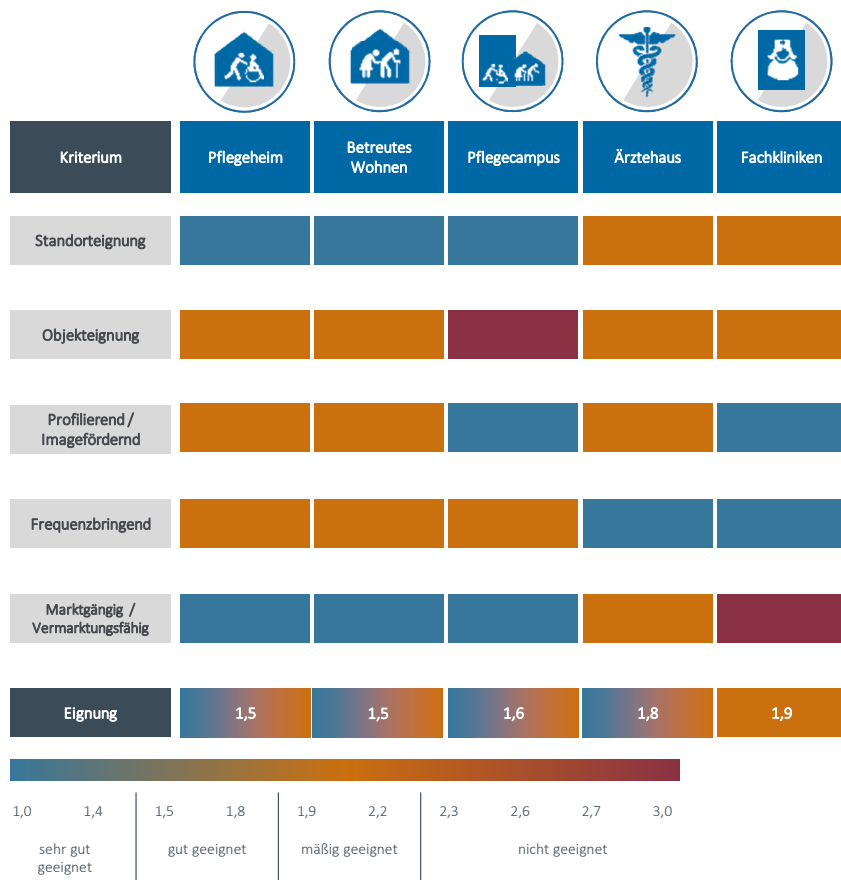 Kriterium
Pflegeheim
Betreutes
Wohnen
Pflegecampus
Ärztehaus
Fachkliniken
Standorteignung
Objekteignung
Profilierend /
Imagefördernd
Frequenzbringend
Marktgängig /
Vermarktungsfähig
Eignung
1,5
1,5
1,6
1,8
1,9
1,0
1,4
1,5
1,8
1,9
2,2
2,3
2,6
2,7
3,0
sehr gut
geeignet
gut geeignet
mäßig geeignet
nicht geeignet